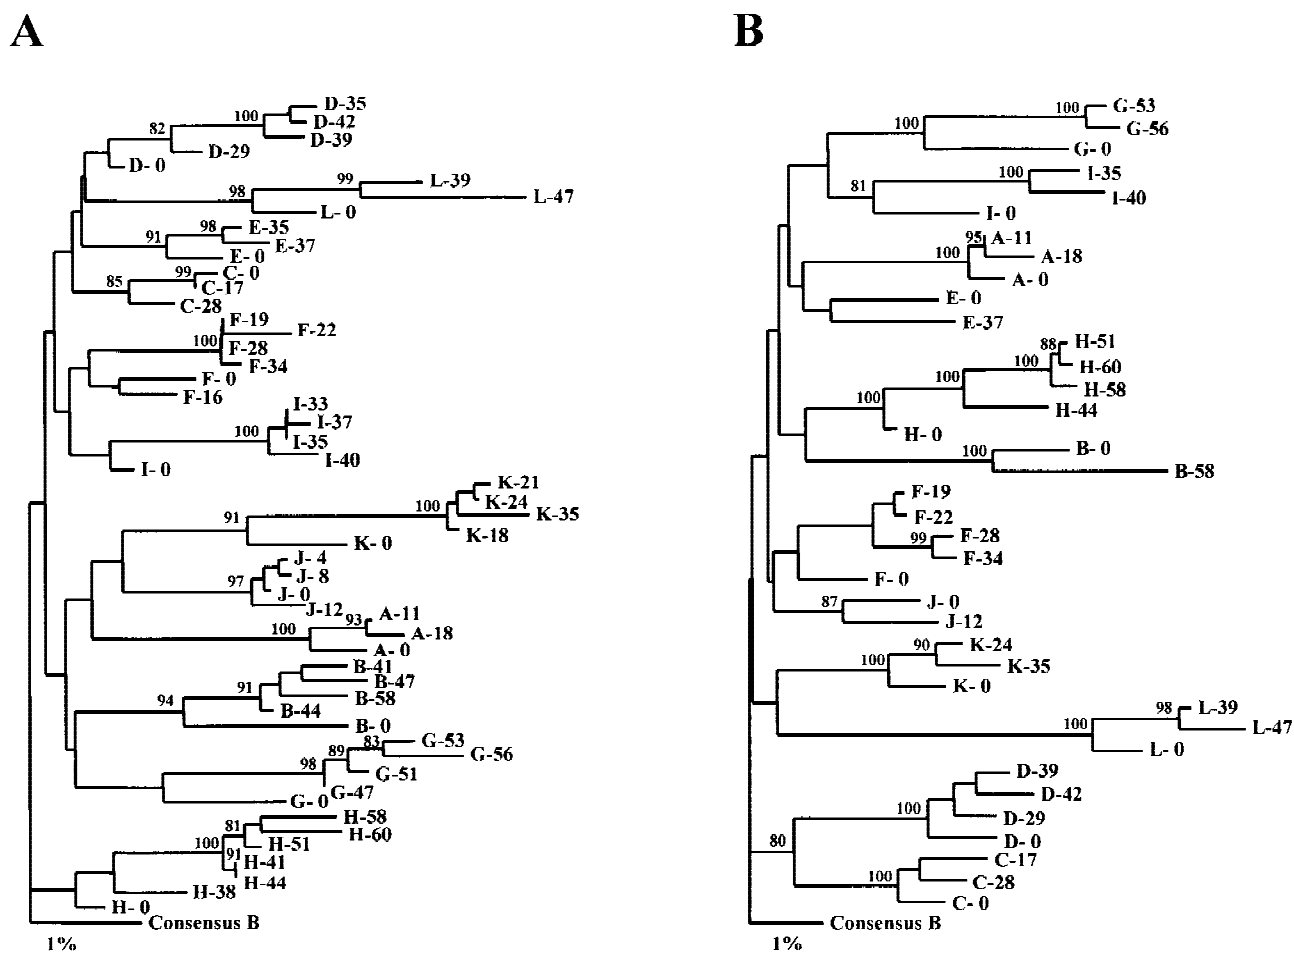 A
D-35
100
D-42
82
D-39
D-29
D- 0
99
L-39
98
L-47
L- 0
E-35
98
91
E-37
E- 0
99
C- 0
85
C-17
C-28
F-19
F-22
100
F-28
F-34
F- 0
F-16
I-33
I-37
100
I-35
I-40
I- 0
K-21
K-24
100
K-35
91
K-18
K- 0
J- 4
J- 8
97
J- 0
J-12
A-11
93
100
A-18
A- 0
B-41
B-47
91
B-58
94
B-44
B- 0
G-53
83
89
G-56
98
G-51
G-47
G- 0
H-58
81
H-60
100
H-51
91
H-41
H-44
H-38
H- 0
Consensus B
1%
B
G-53
100
100
G-56
G- 0
I-35
100
81
I-40
I- 0
95
A-11
100
A-18
A- 0
E- 0
E-37
H-51
88
100
H-60
100
H-58
100
H-44
H- 0
B- 0
100
B-58
F-19
F-22
F-28
99
F-34
F- 0
J- 0
87
J-12
K-24
90
100
K-35
K- 0
L-39
98
100
L-47
L- 0
D-39
D-42
100
D-29
80
D- 0
C-17
100
C-28
C- 0
Consensus B
1%